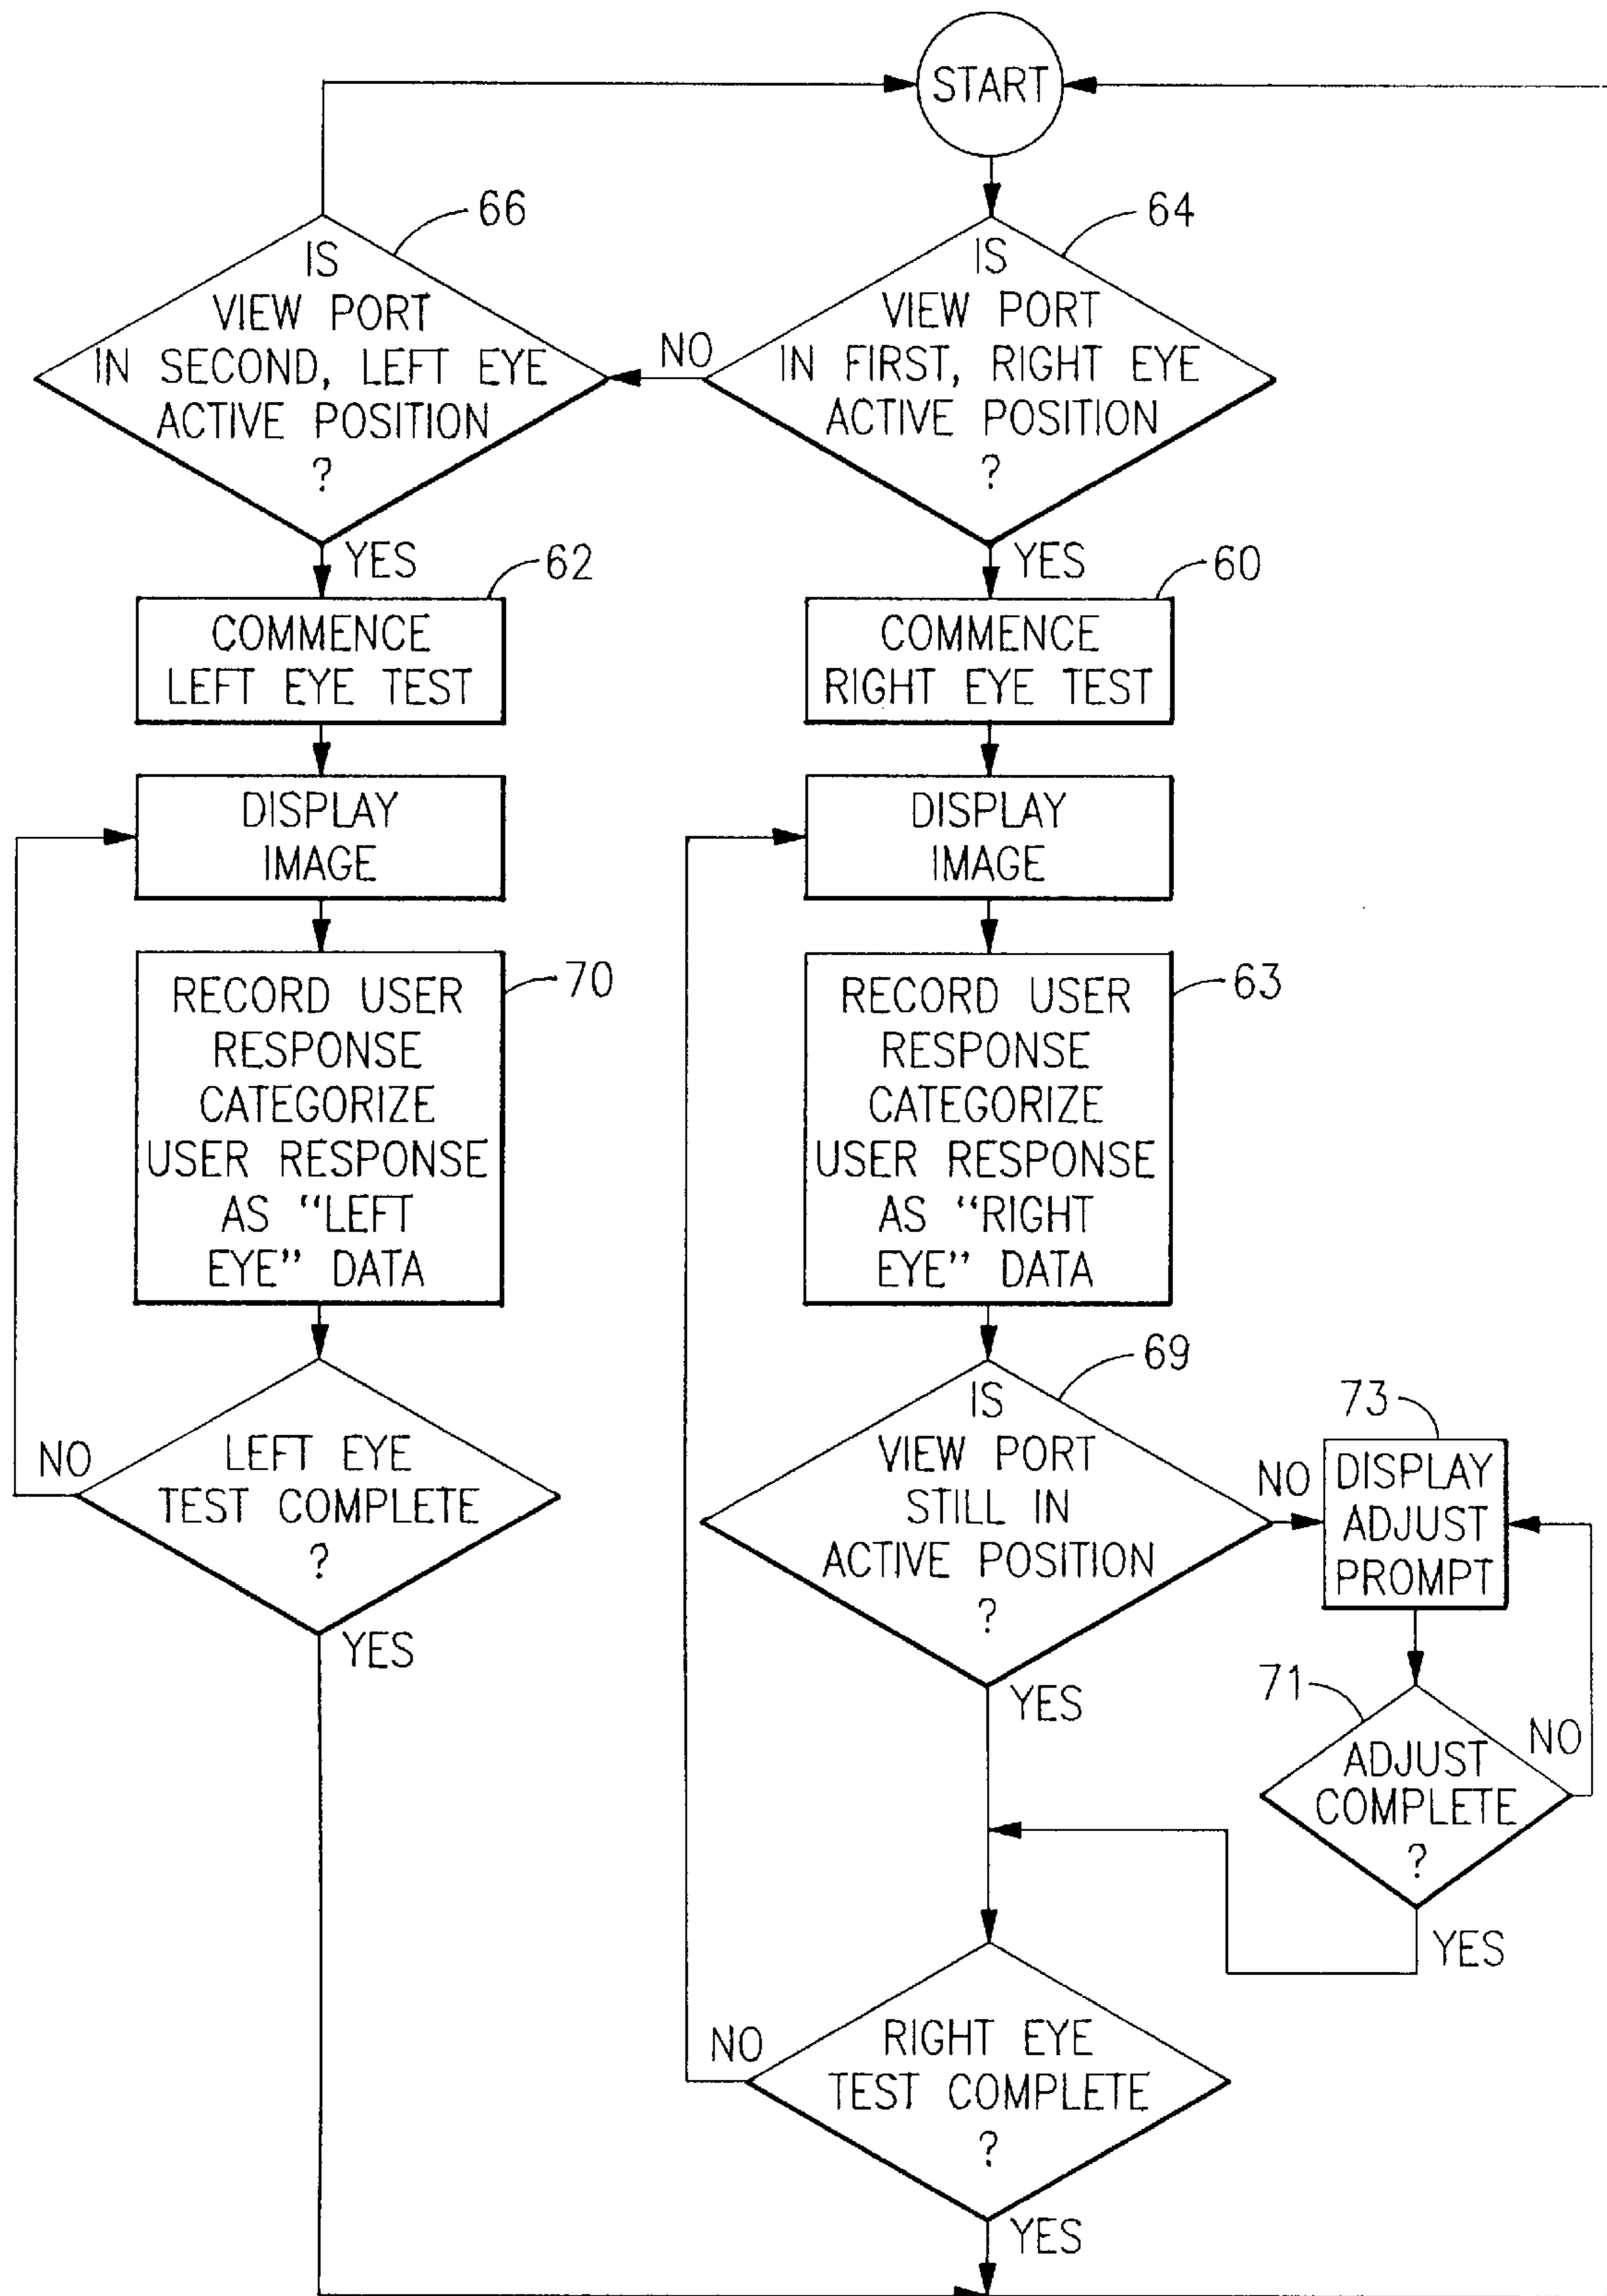 START
66
IS
VIEW PORT
IN SECOND, LEFT EYE
ACTIVE POSITION
?
NO
64
IS
VIEW PORT
IN FIRST, RIGHT EYE
ACTIVE POSITION
?
YES
62
COMMENCE
LEFT EYE TEST
YES
60
COMMENCE
RIGHT EYE TEST
DISPLAY
IMAGE
DISPLAY
IMAGE
70
RECORD USER
RESPONSE
CATEGORIZE
USER RESPONSE
AS “LEFT
EYE” DATA
63
RECORD USER
RESPONSE
CATEGORIZE
USER RESPONSE
AS “RIGHT
EYE” DATA
NO
LEFT EYE
TEST COMPLETE
?
YES
69
IS
VIEW PORT
STILL IN
ACTIVE POSITION
?
NO
YES
73
DISPLAY
ADJUST
PROMPT
71
ADJUST
COMPLETE
?
NO
YES
NO
RIGHT EYE
TEST COMPLETE
?
YES